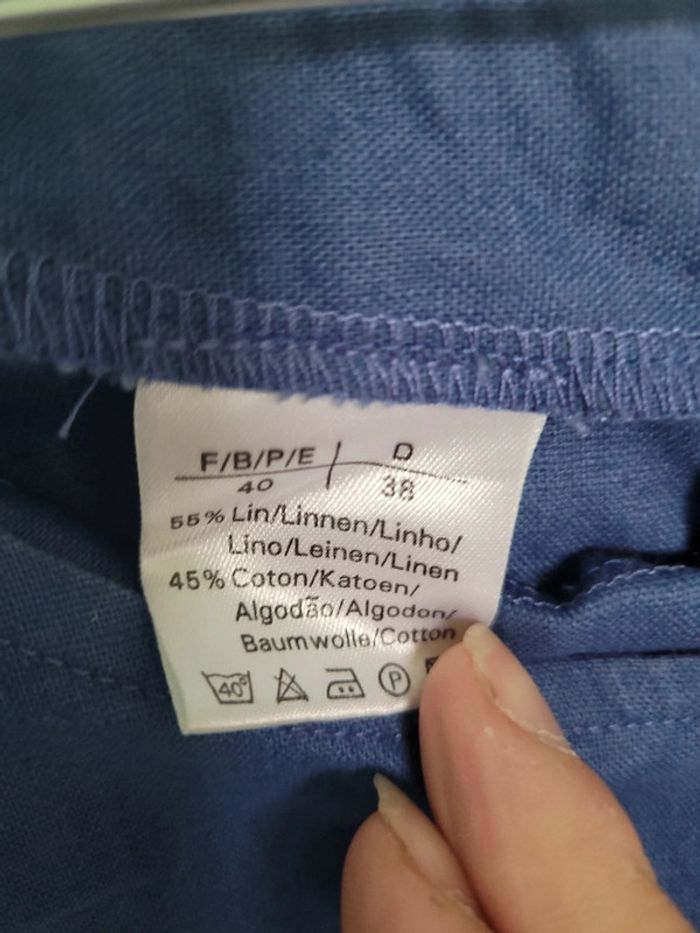 F/B/P/E D
40 38
55% Lin/Linnen/Linho/
Lino/Leinen/Linen
45% Coton/Katoen/
Algodão/Algodon/
Baumwolle/Cotton
40° P